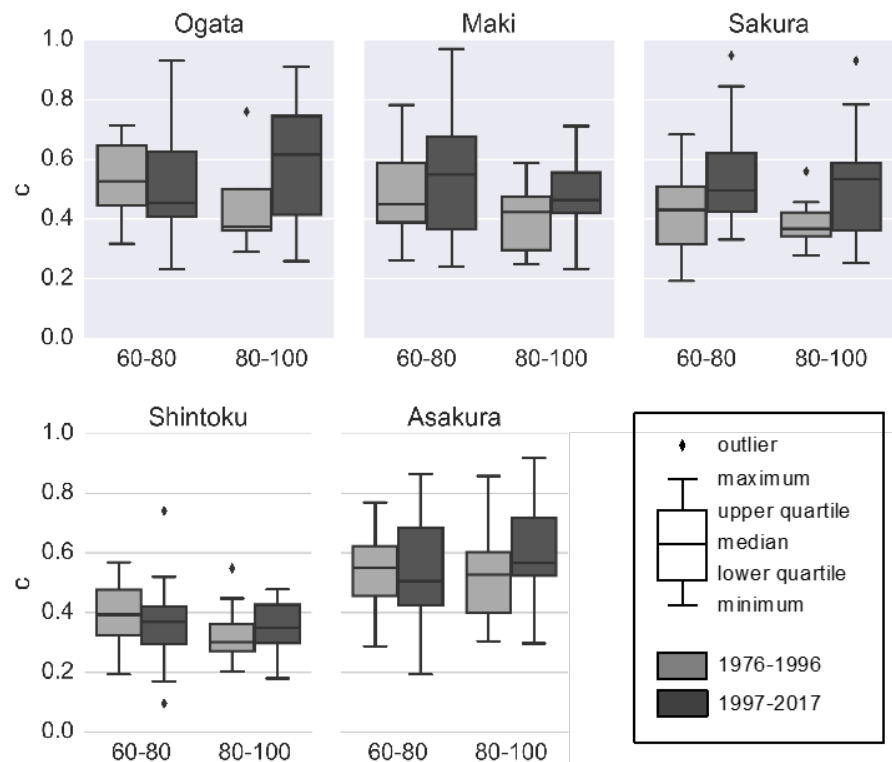 Ogata
Maki
Sakura
1.0
0.8
0.6
0.4
0.2
0.0
c
60-80
80-100
60-80
80-100
60-80
80-100
Shintoku
Asakura
1.0
0.8
0.6
0.4
0.2
0.0
c
60-80
80-100
60-80
80-100
outlier
maximum
upper quartile
median
lower quartile
minimum
1976-1996
1997-2017